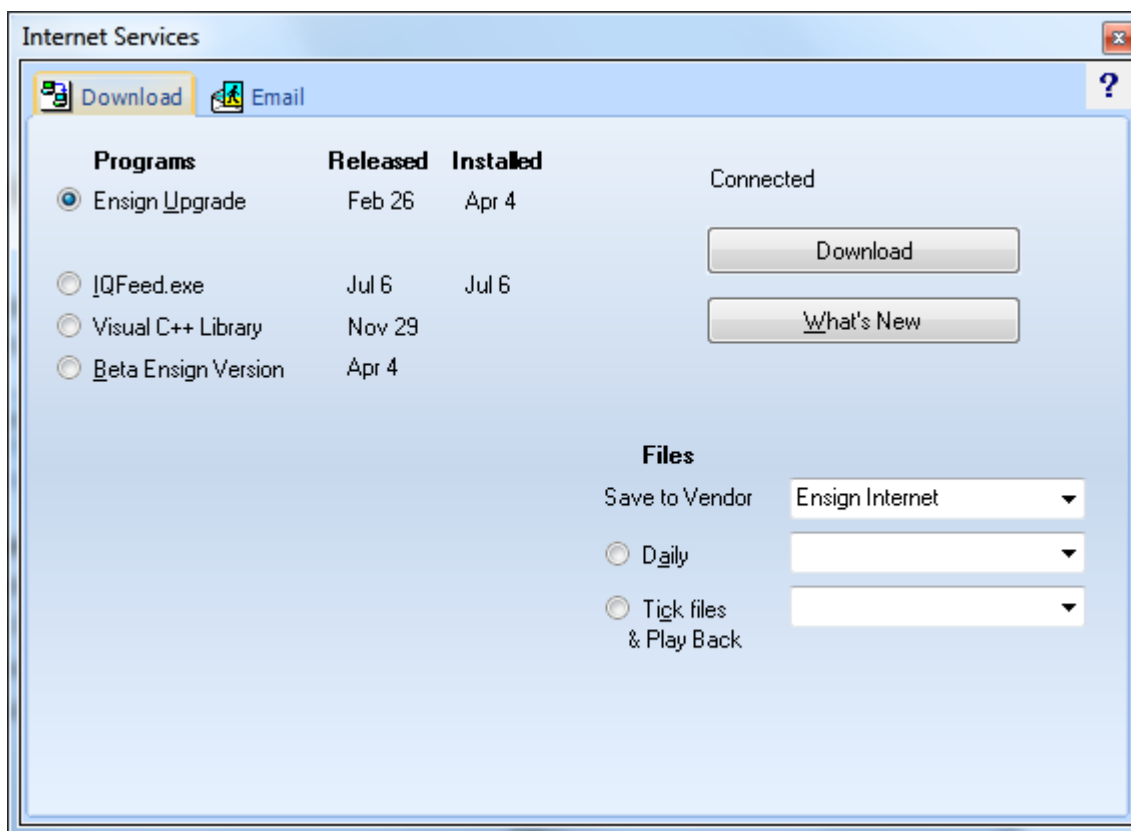 Internet Services
Download Email ?
Programs Released Installed
Connected
Ensign Upgrade Feb 26 Apr 4
Download
IQFeed.exe Jul 6 Jul 6
What's New
Visual C++ Library Nov 29
Beta Ensign Version Apr 4
Files
Save to Vendor Ensign Internet
Daily
Tick files
& Play Back